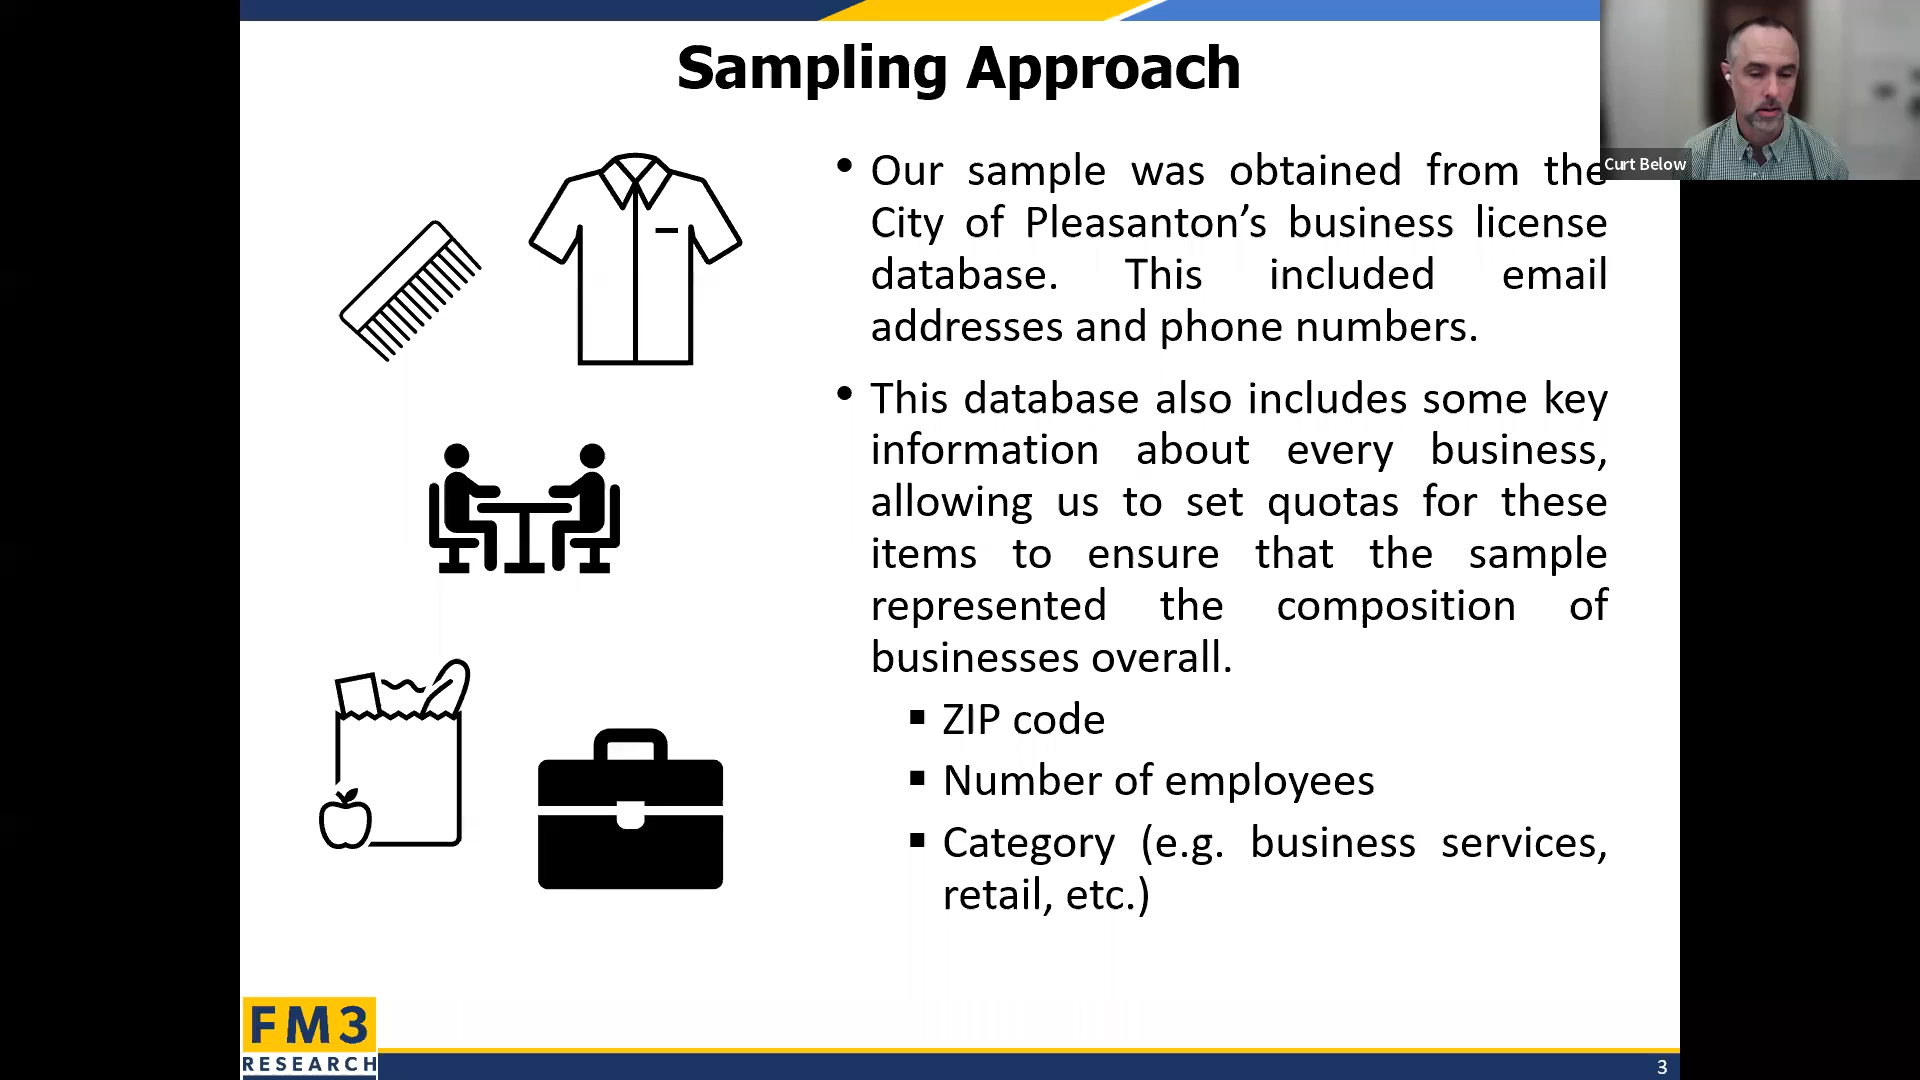 Sampling Approach
Curt Below
• Our sample was obtained from the
City of Pleasanton’s business license
database. This included email
addresses and phone numbers.
• This database also includes some key
information about every business,
allowing us to set quotas for these
items to ensure that the sample
represented the composition of
businesses overall.
▪ ZIP code
▪ Number of employees
▪ Category (e.g. business services,
retail, etc.)
FM3
RESEARCH
3